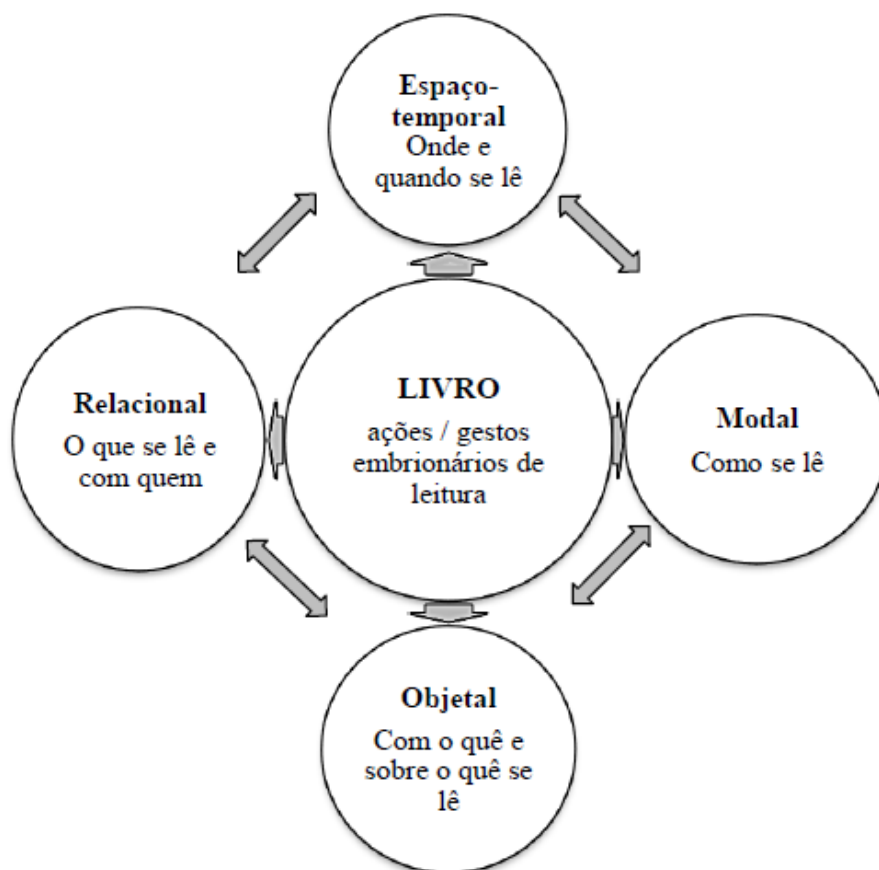 Espaço-
temporal
Onde e
quando se lê
Relacional
O que se lê e
com quem
LIVRO
ações / gestos
embrionários de
leitura
Modal
Como se lê
Objetal
Com o quê e
sobre o quê se
lê